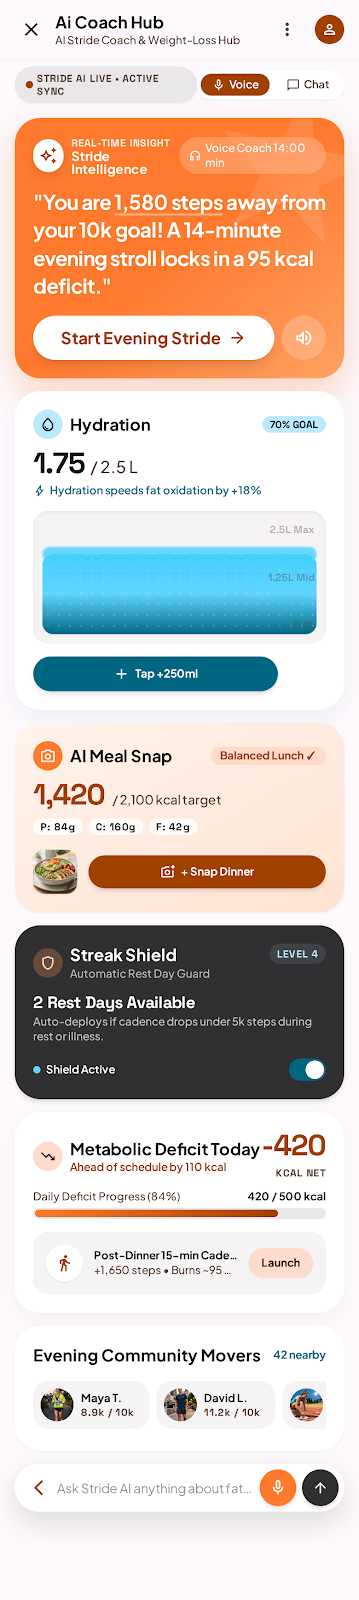 Ai Coach Hub
AI Stride Coach & Weight-Loss Hub
STRIDE AI LIVE • ACTIVE
SYNC
Voice
Chat
REAL-TIME INSIGHT
Stride
Intelligence
Voice Coach 14:00
min
"You are 1,580 steps away from
your 10k goal! A 14-minute
evening stroll locks in a 95 kcal
deficit."
Start Evening Stride →
Hydration
70% GOAL
1.75 / 2.5 L
Hydration speeds fat oxidation by +18%
2.5L Max
1.25L Mid
+ Tap +250ml
AI Meal Snap
Balanced Lunch ✓
1,420 / 2,100 kcal target
P: 84g
C: 160g
F: 42g
+ Snap Dinner
Streak Shield
LEVEL 4
Automatic Rest Day Guard
2 Rest Days Available
Auto-deploys if cadence drops under 5k steps during
rest or illness.
Shield Active
Metabolic Deficit Today
-420
Ahead of schedule by 110 kcal
KCAL NET
Daily Deficit Progress (84%)
420 / 500 kcal
Post-Dinner 15-min Cade...
+1,650 steps • Burns ~95 ...
Launch
Evening Community Movers
42 nearby
Maya T.
8.9k / 10k
David L.
11.2k / 10k
Ask Stride AI anything about fat...